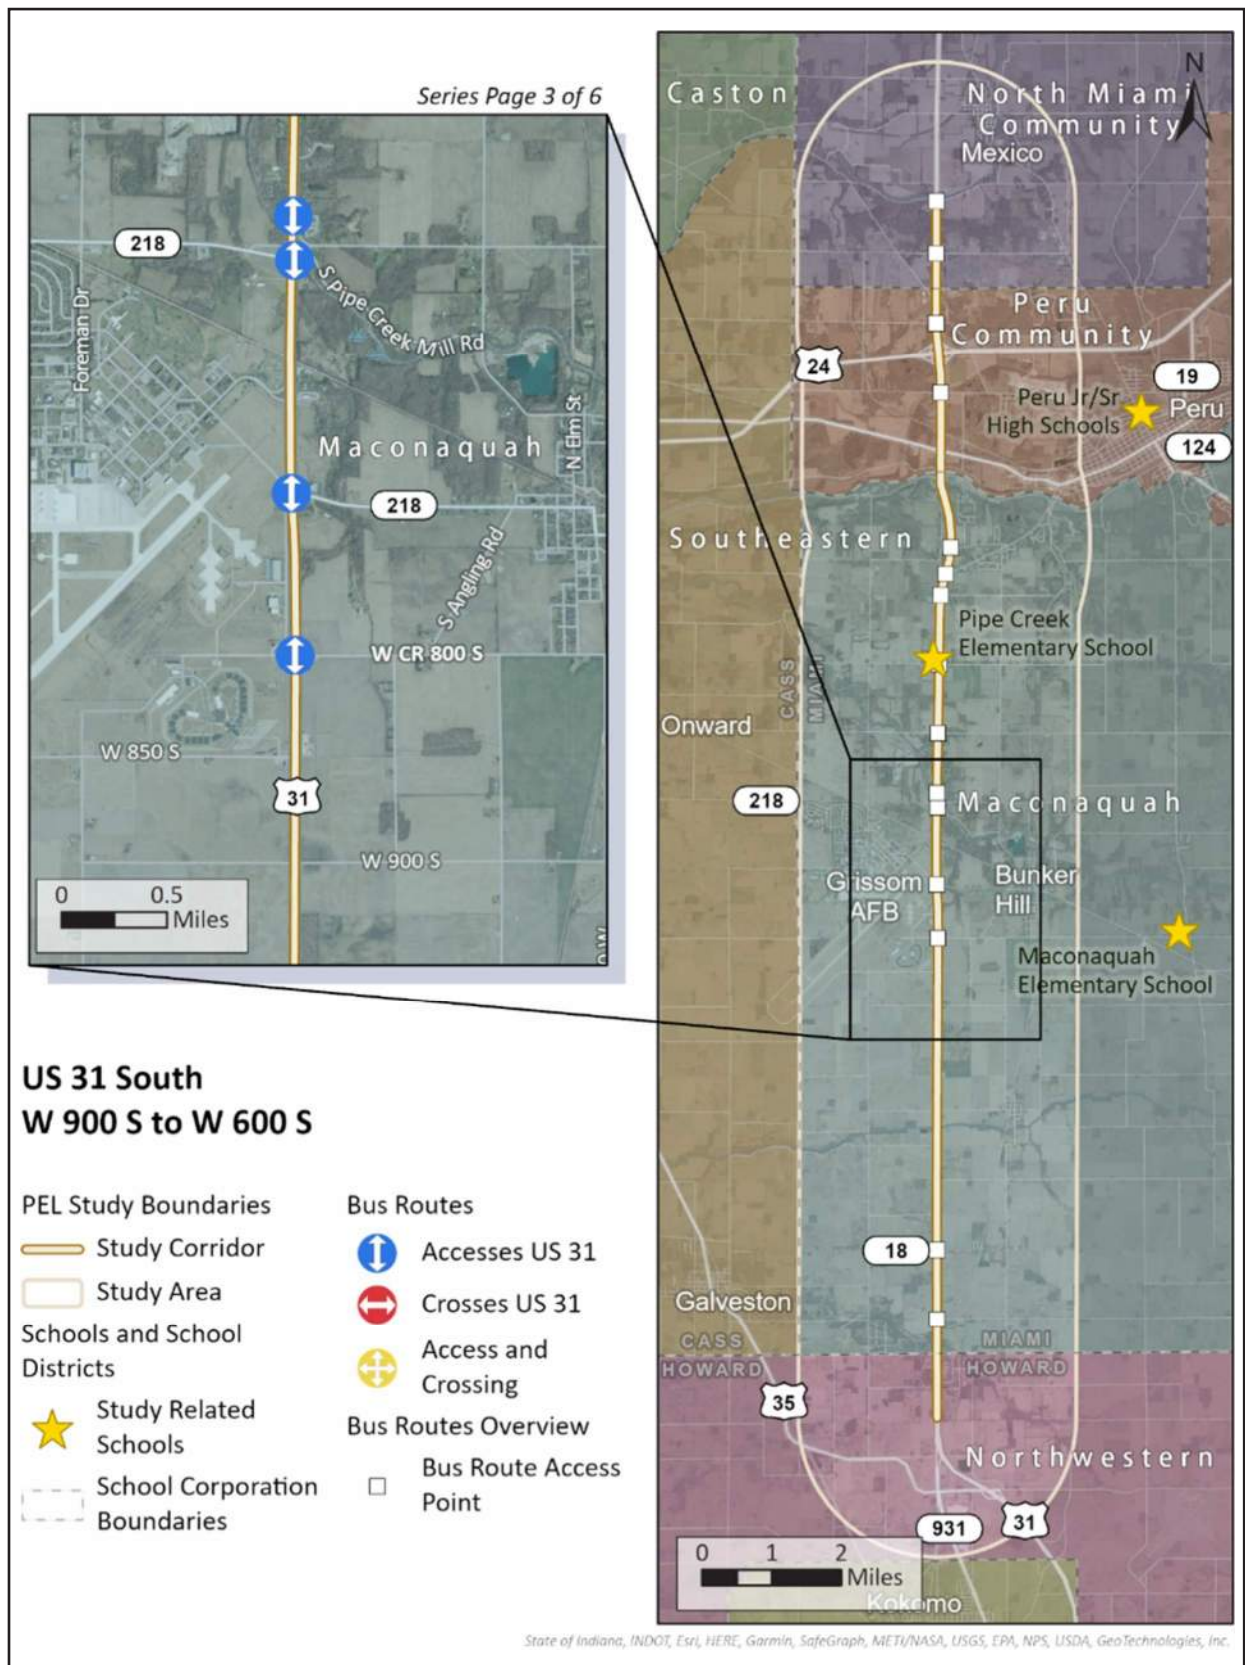 Series Page 3 of 6
218
Foreman Dr
S Pipe Creek Mill Rd
Maconaquah
N Elm St
218
S Angling Rd
W CR 800 S
W 850 S
31
W 900 S
0 0.5
Miles
Caston
North Miami
Community
Mexico
N
Peru
Community
24
19
Peru Jr/Sr
High Schools
Peru
124
Southeastern
Pipe Creek
Elementary School
CASS
MIAMI
Onward
218
Maconaquah
Grissom
AFB
Bunker
Hill
Maconaquah
Elementary School
18
Galveston
CASS
HOWARD
MIAMI
HOWARD
35
Northwestern
931
31
0 1 2
Miles
Kokomo
US 31 South
W 900 S to W 600 S
PEL Study Boundaries
Study Corridor
Study Area
Schools and School
Districts
Study Related
Schools
School Corporation
Boundaries
Bus Routes
Accesses US 31
Crosses US 31
Access and
Crossing
Bus Routes Overview
Bus Route Access
Point
State of Indiana, INDOT, Esri, HERE, Garmin, SafeGraph, METI/NASA, USGS, EPA, NPS, USDA, GeoTechnologies, Inc.